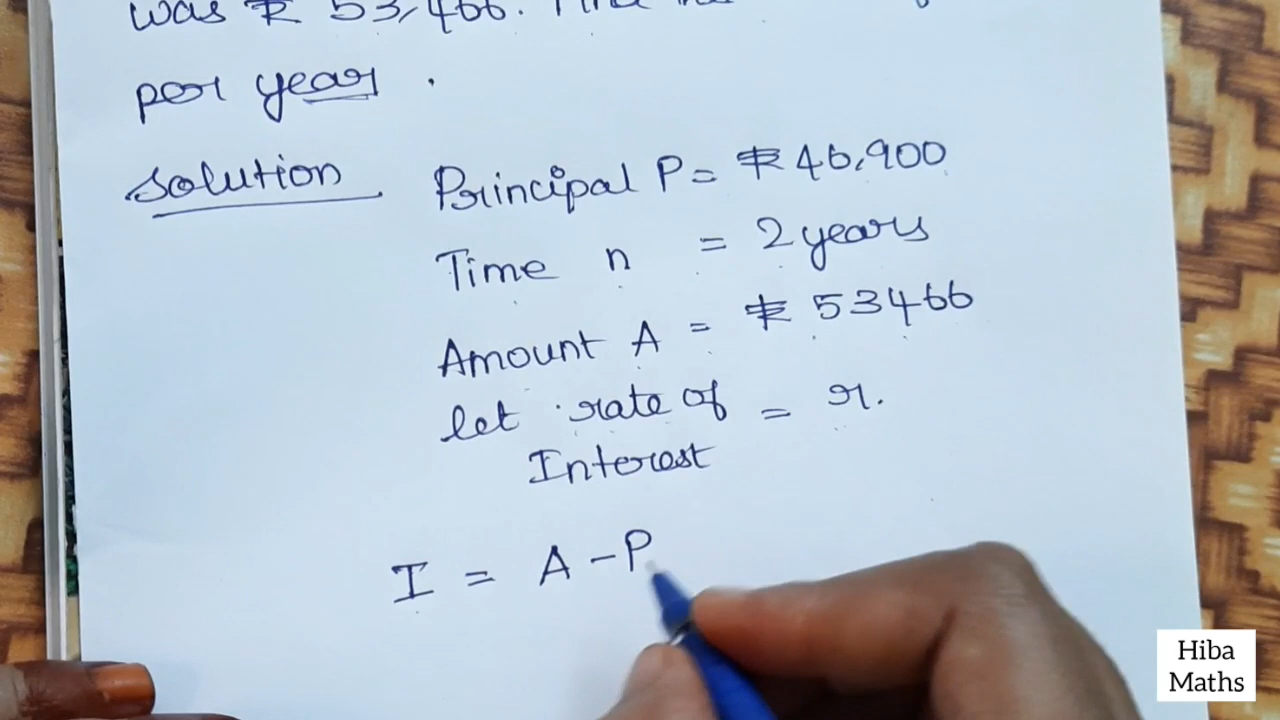 was ₹ 53,466.
per year.
Solution Principal P = ₹ 46,900
Time n = 2 years
Amount A = ₹ 53466
let rate of = r.
Interest
I = A - P
Hiba
Maths